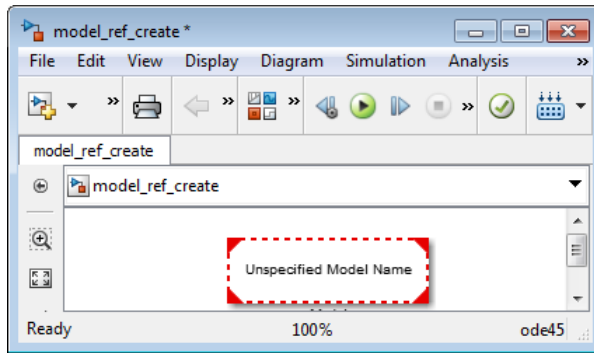 model_ref_create *
File Edit View Display Diagram Simulation Analysis »
» » » »
model_ref_create
model_ref_create
Unspecified Model Name
Ready 100% ode45